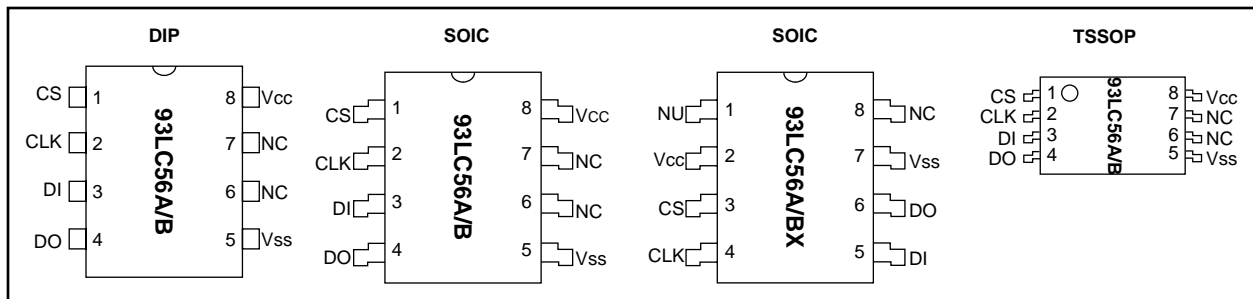 DIP
CS 1 8 Vcc
CLK 2 7 NC
DI 3 6 NC
DO 4 5 Vss
93LC56A/B
SOIC
CS 1 8 Vcc
CLK 2 7 NC
DI 3 6 NC
DO 4 5 Vss
93LC56A/B
SOIC
NU 1 8 NC
Vcc 2 7 Vss
CS 3 6 DO
CLK 4 5 DI
93LC56A/BX
TSSOP
CS 1 8 Vcc
CLK 2 7 NC
DI 3 6 NC
DO 4 5 Vss
93LC56A/B